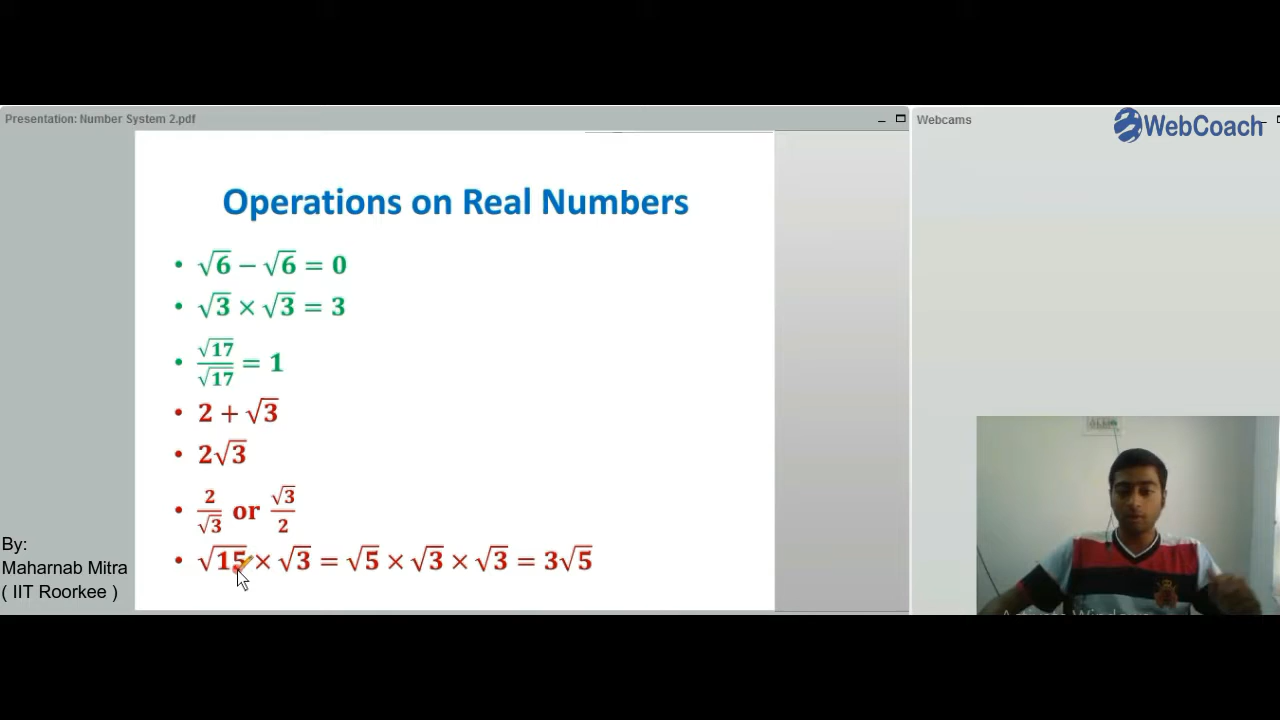 Presentation: Number System 2.pdf
Webcams
WebCoach
Operations on Real Numbers
• √6 − √6 = 0
• √3 × √3 = 3
• √17/√17 = 1
• 2 + √3
• 2√3
• 2/√3 or √3/2
• √15 × √3 = √5 × √3 × √3 = 3√5
By:
Maharnab Mitra
( IIT Roorkee )
Activate Windows